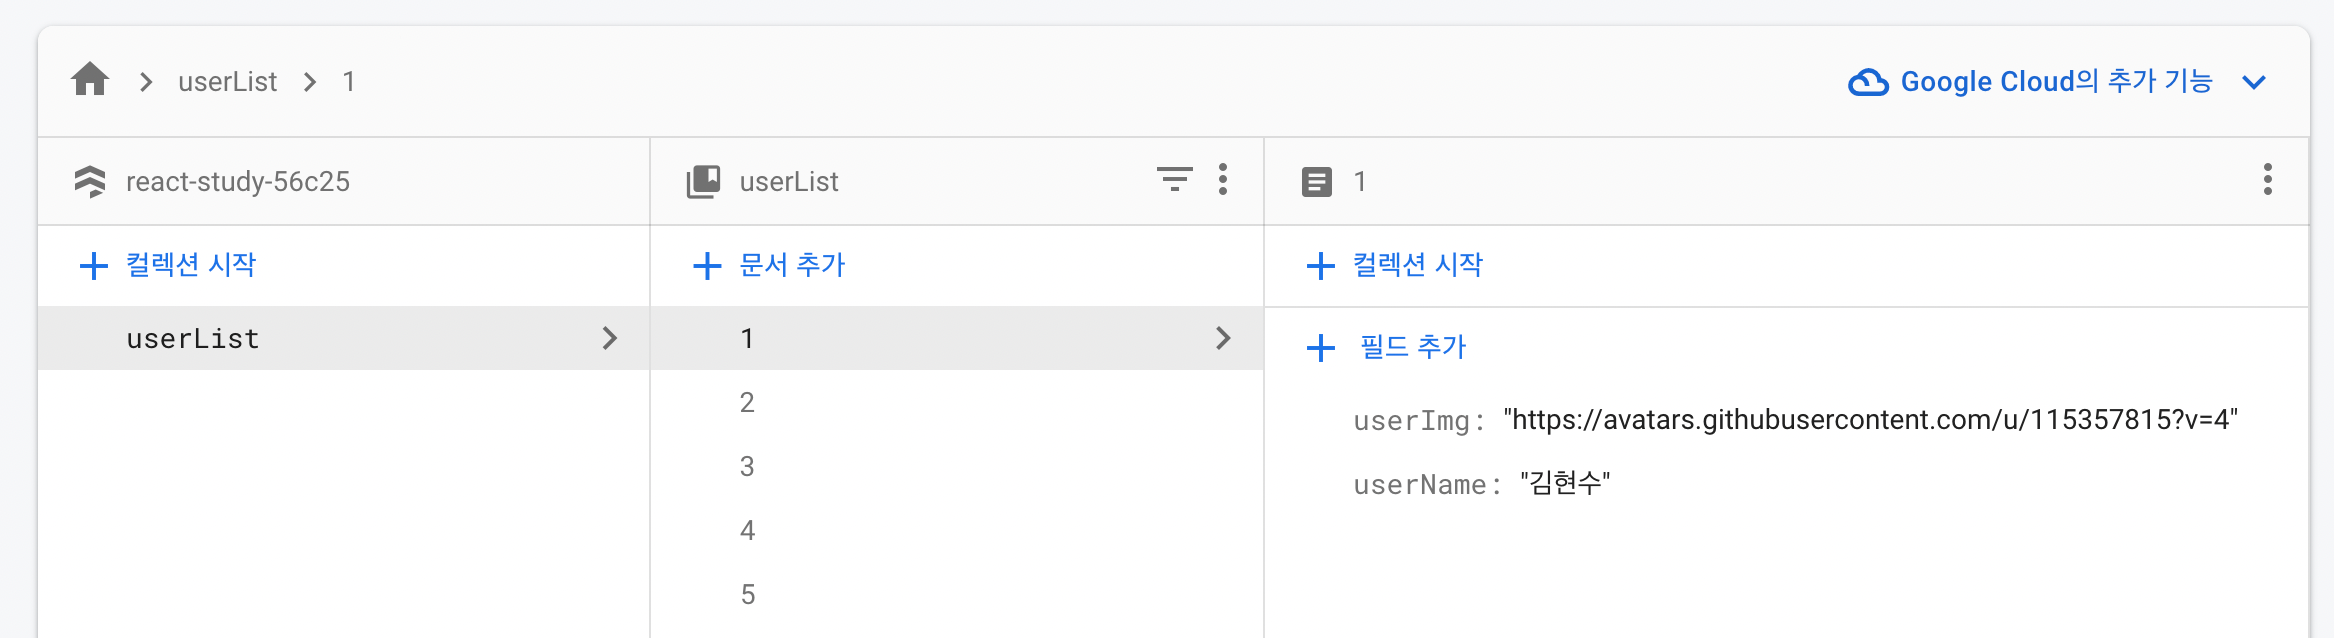 userList > 1
Google Cloud의 추가 기능
react-study-56c25
userList
1
컬렉션 시작
문서 추가
컬렉션 시작
userList
1
2
3
4
5
필드 추가
userImg: "https://avatars.githubusercontent.com/u/115357815?v=4"
userName: "김현수"